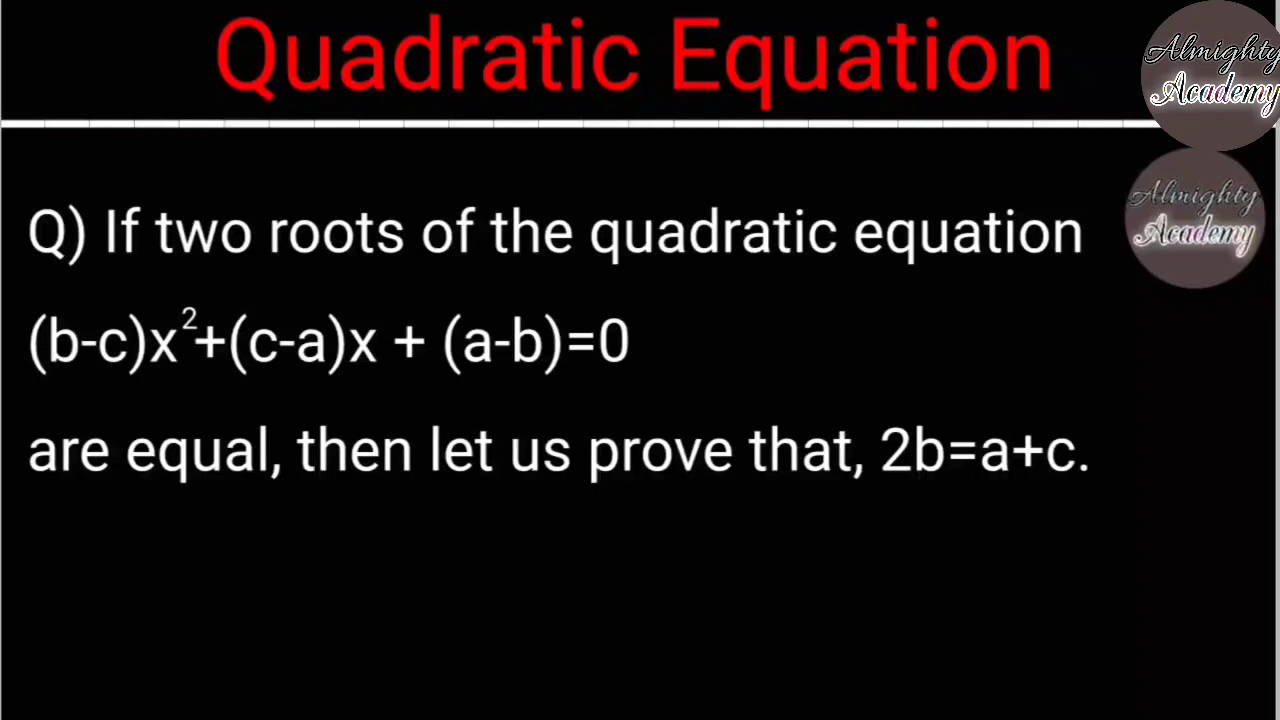 Quadratic Equation
Almighty
Academy
Almighty
Academy
Q) If two roots of the quadratic equation
(b-c)x²+(c-a)x + (a-b)=0
are equal, then let us prove that, 2b=a+c.